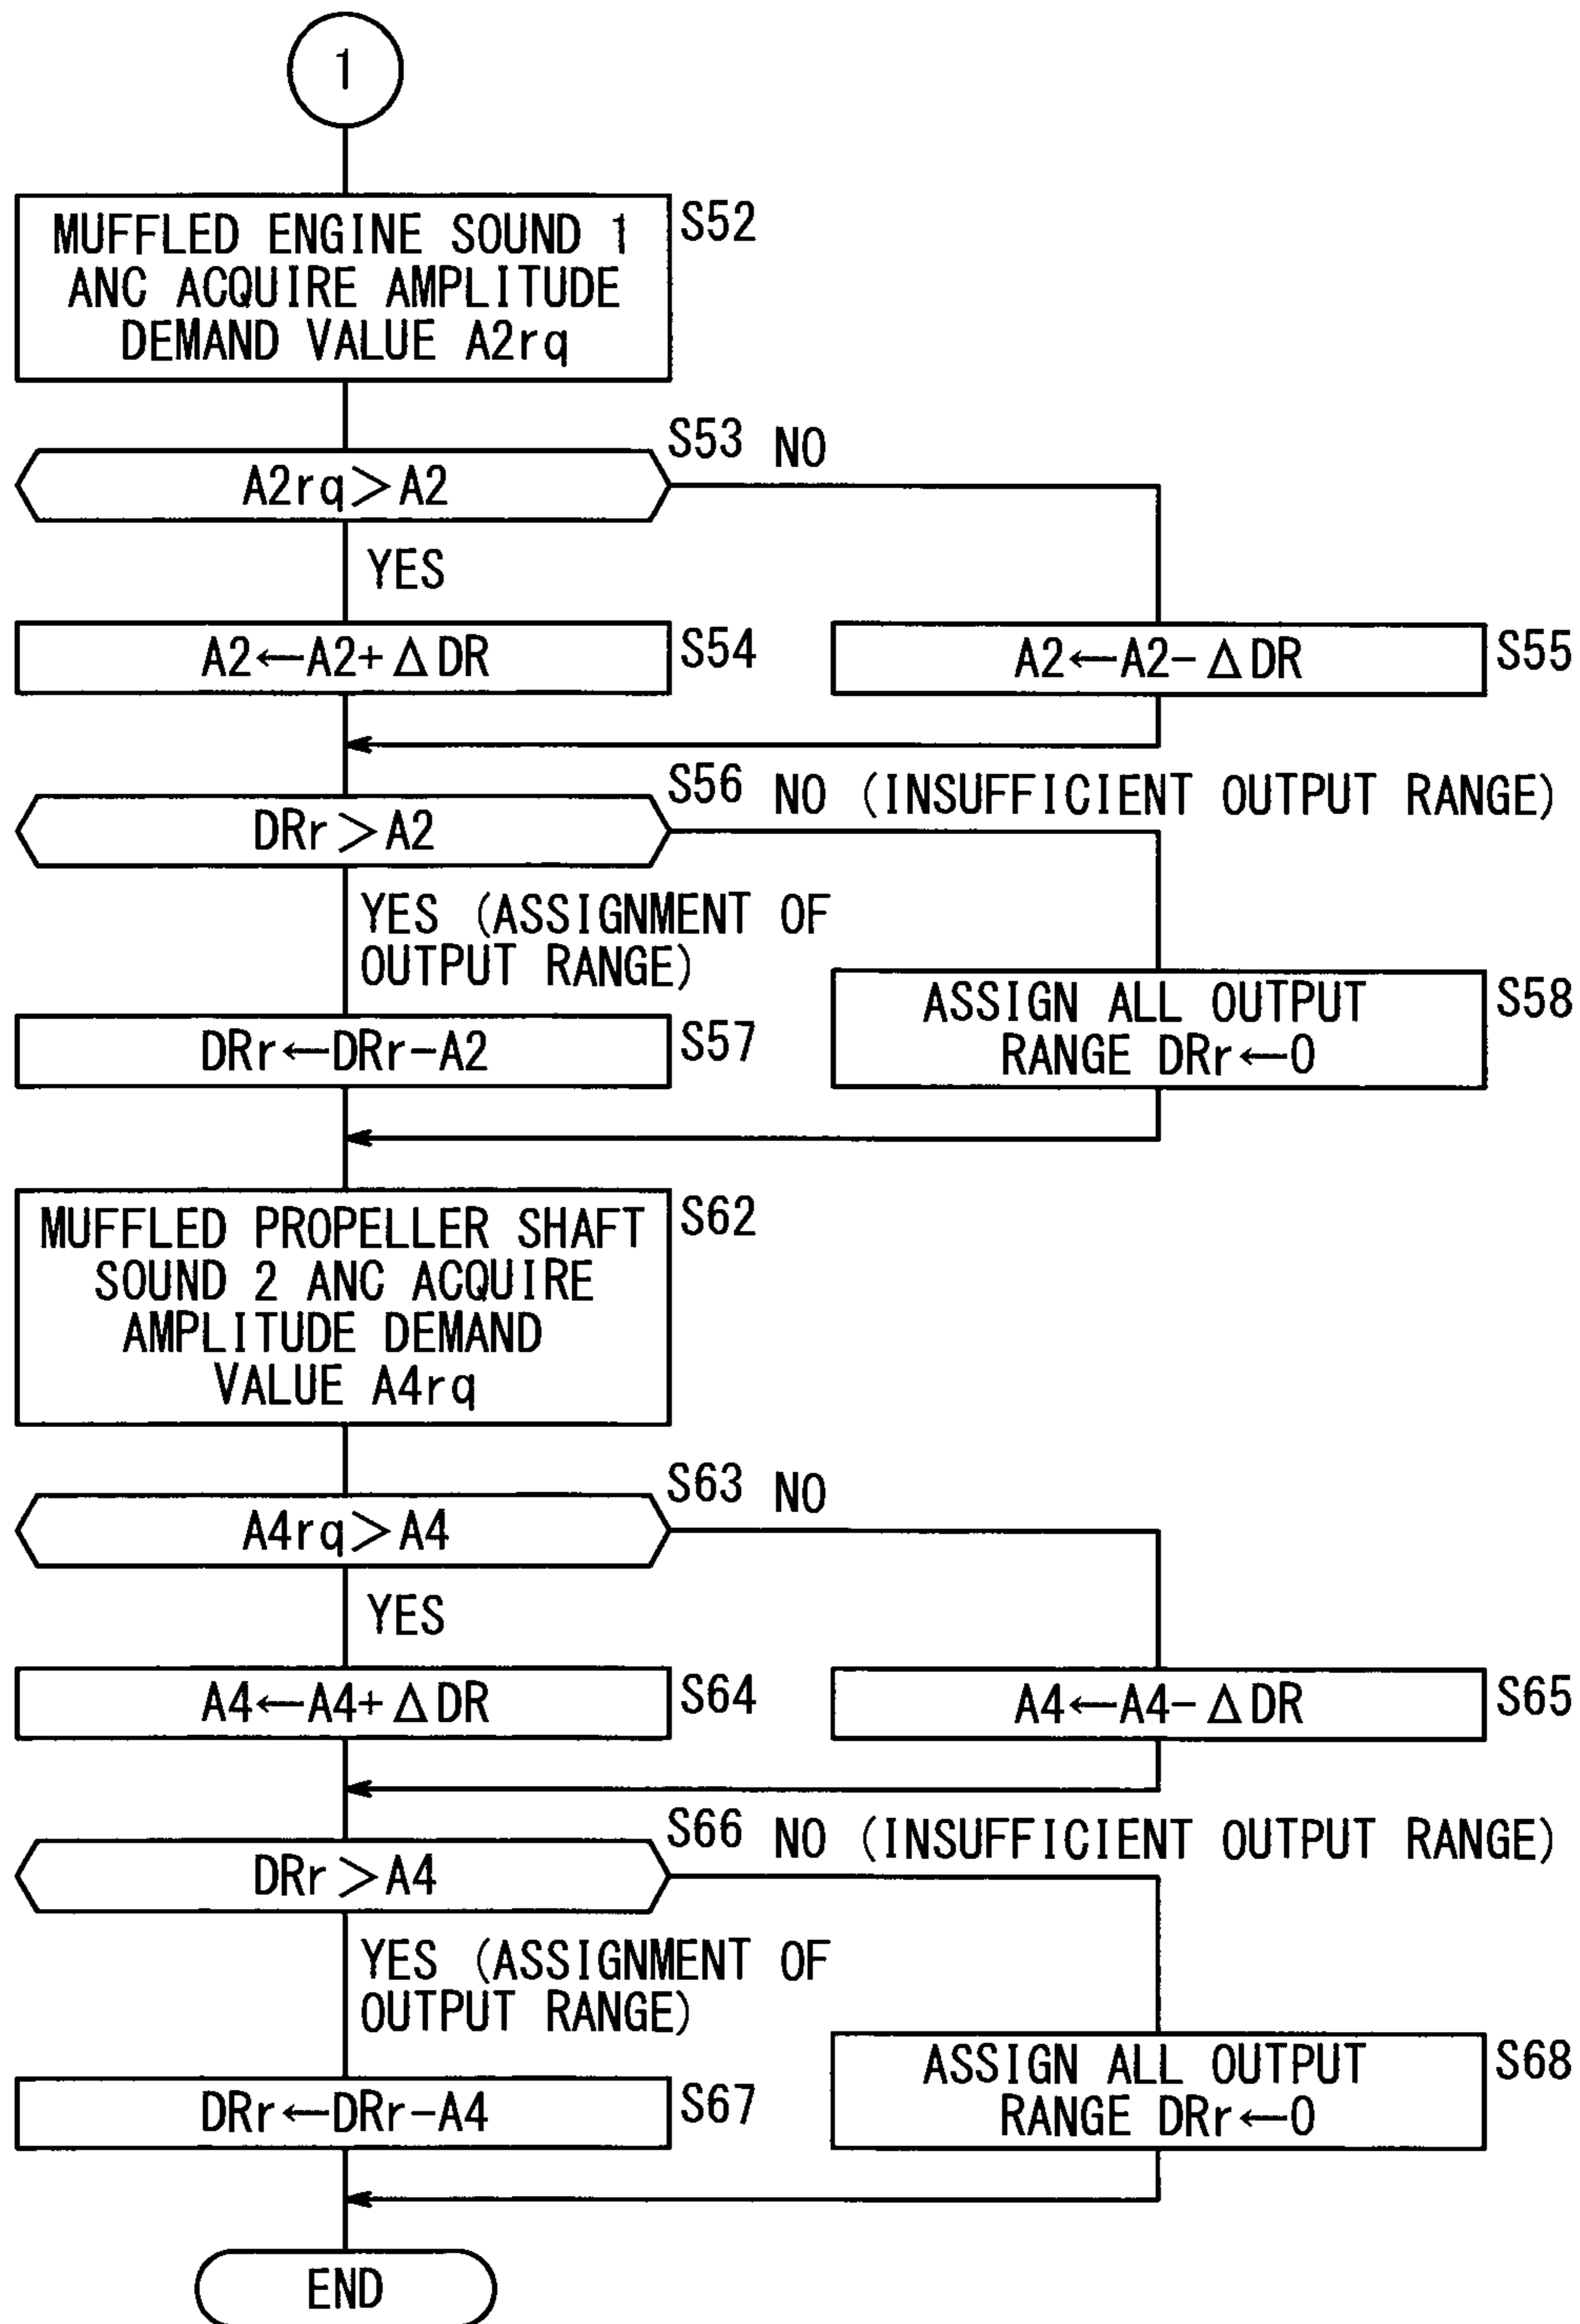 1
MUFFLED ENGINE SOUND 1
ANC ACQUIRE AMPLITUDE
DEMAND VALUE A2rq
S52
A2rq>A2
S53 NO
YES
A2←A2+ΔDR
S54
A2←A2-ΔDR
S55
DRr>A2
S56 NO (INSUFFICIENT OUTPUT RANGE)
YES (ASSIGNMENT OF
OUTPUT RANGE)
DRr←DRr-A2
S57
ASSIGN ALL OUTPUT
RANGE DRr←0
S58
MUFFLED PROPELLER SHAFT
SOUND 2 ANC ACQUIRE
AMPLITUDE DEMAND
VALUE A4rq
S62
A4rq>A4
S63 NO
YES
A4←A4+ΔDR
S64
A4←A4-ΔDR
S65
DRr>A4
S66 NO (INSUFFICIENT OUTPUT RANGE)
YES (ASSIGNMENT OF
OUTPUT RANGE)
DRr←DRr-A4
S67
ASSIGN ALL OUTPUT
RANGE DRr←0
S68
END